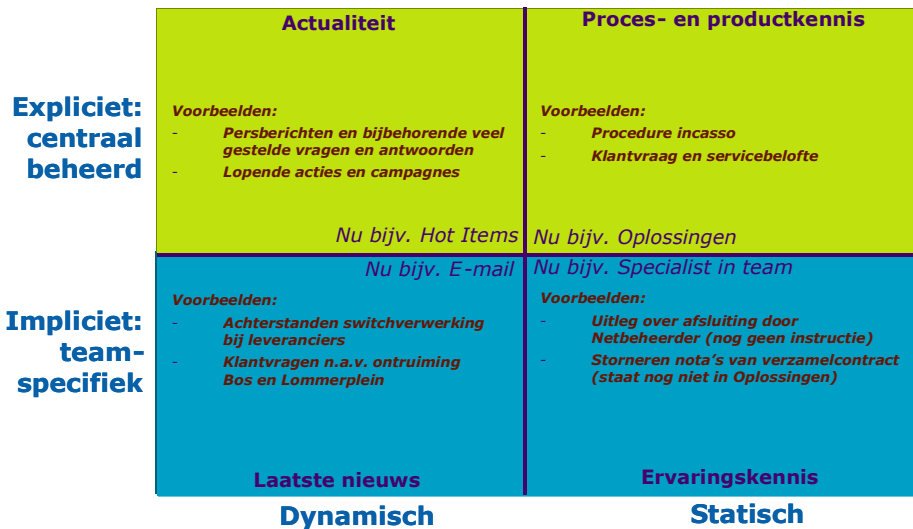 Actualiteit
Proces- en productkennis
Expliciet:
centraal
beheerd
Voorbeelden:
- Persberichten en bijbehorende veel
gestelde vragen en antwoorden
- Lopende acties en campagnes
Nu bijv. Hot Items
Voorbeelden:
- Procedure incasso
- Klantvraag en servicebelofte
Nu bijv. Oplossingen
Impliciet:
team-
specifiek
Nu bijv. E-mail
Voorbeelden:
- Achterstanden switchverwerking
bij leveranciers
- Klantvragen n.a.v. ontruiming
Bos en Lommerplein
Laatste nieuws
Nu bijv. Specialist in team
Voorbeelden:
- Uitleg over afsluiting door
Netbeheerder (nog geen instructie)
- Storneren nota's van verzamelcontract
(staat nog niet in Oplossingen)
Ervaringskennis
Dynamisch
Statisch